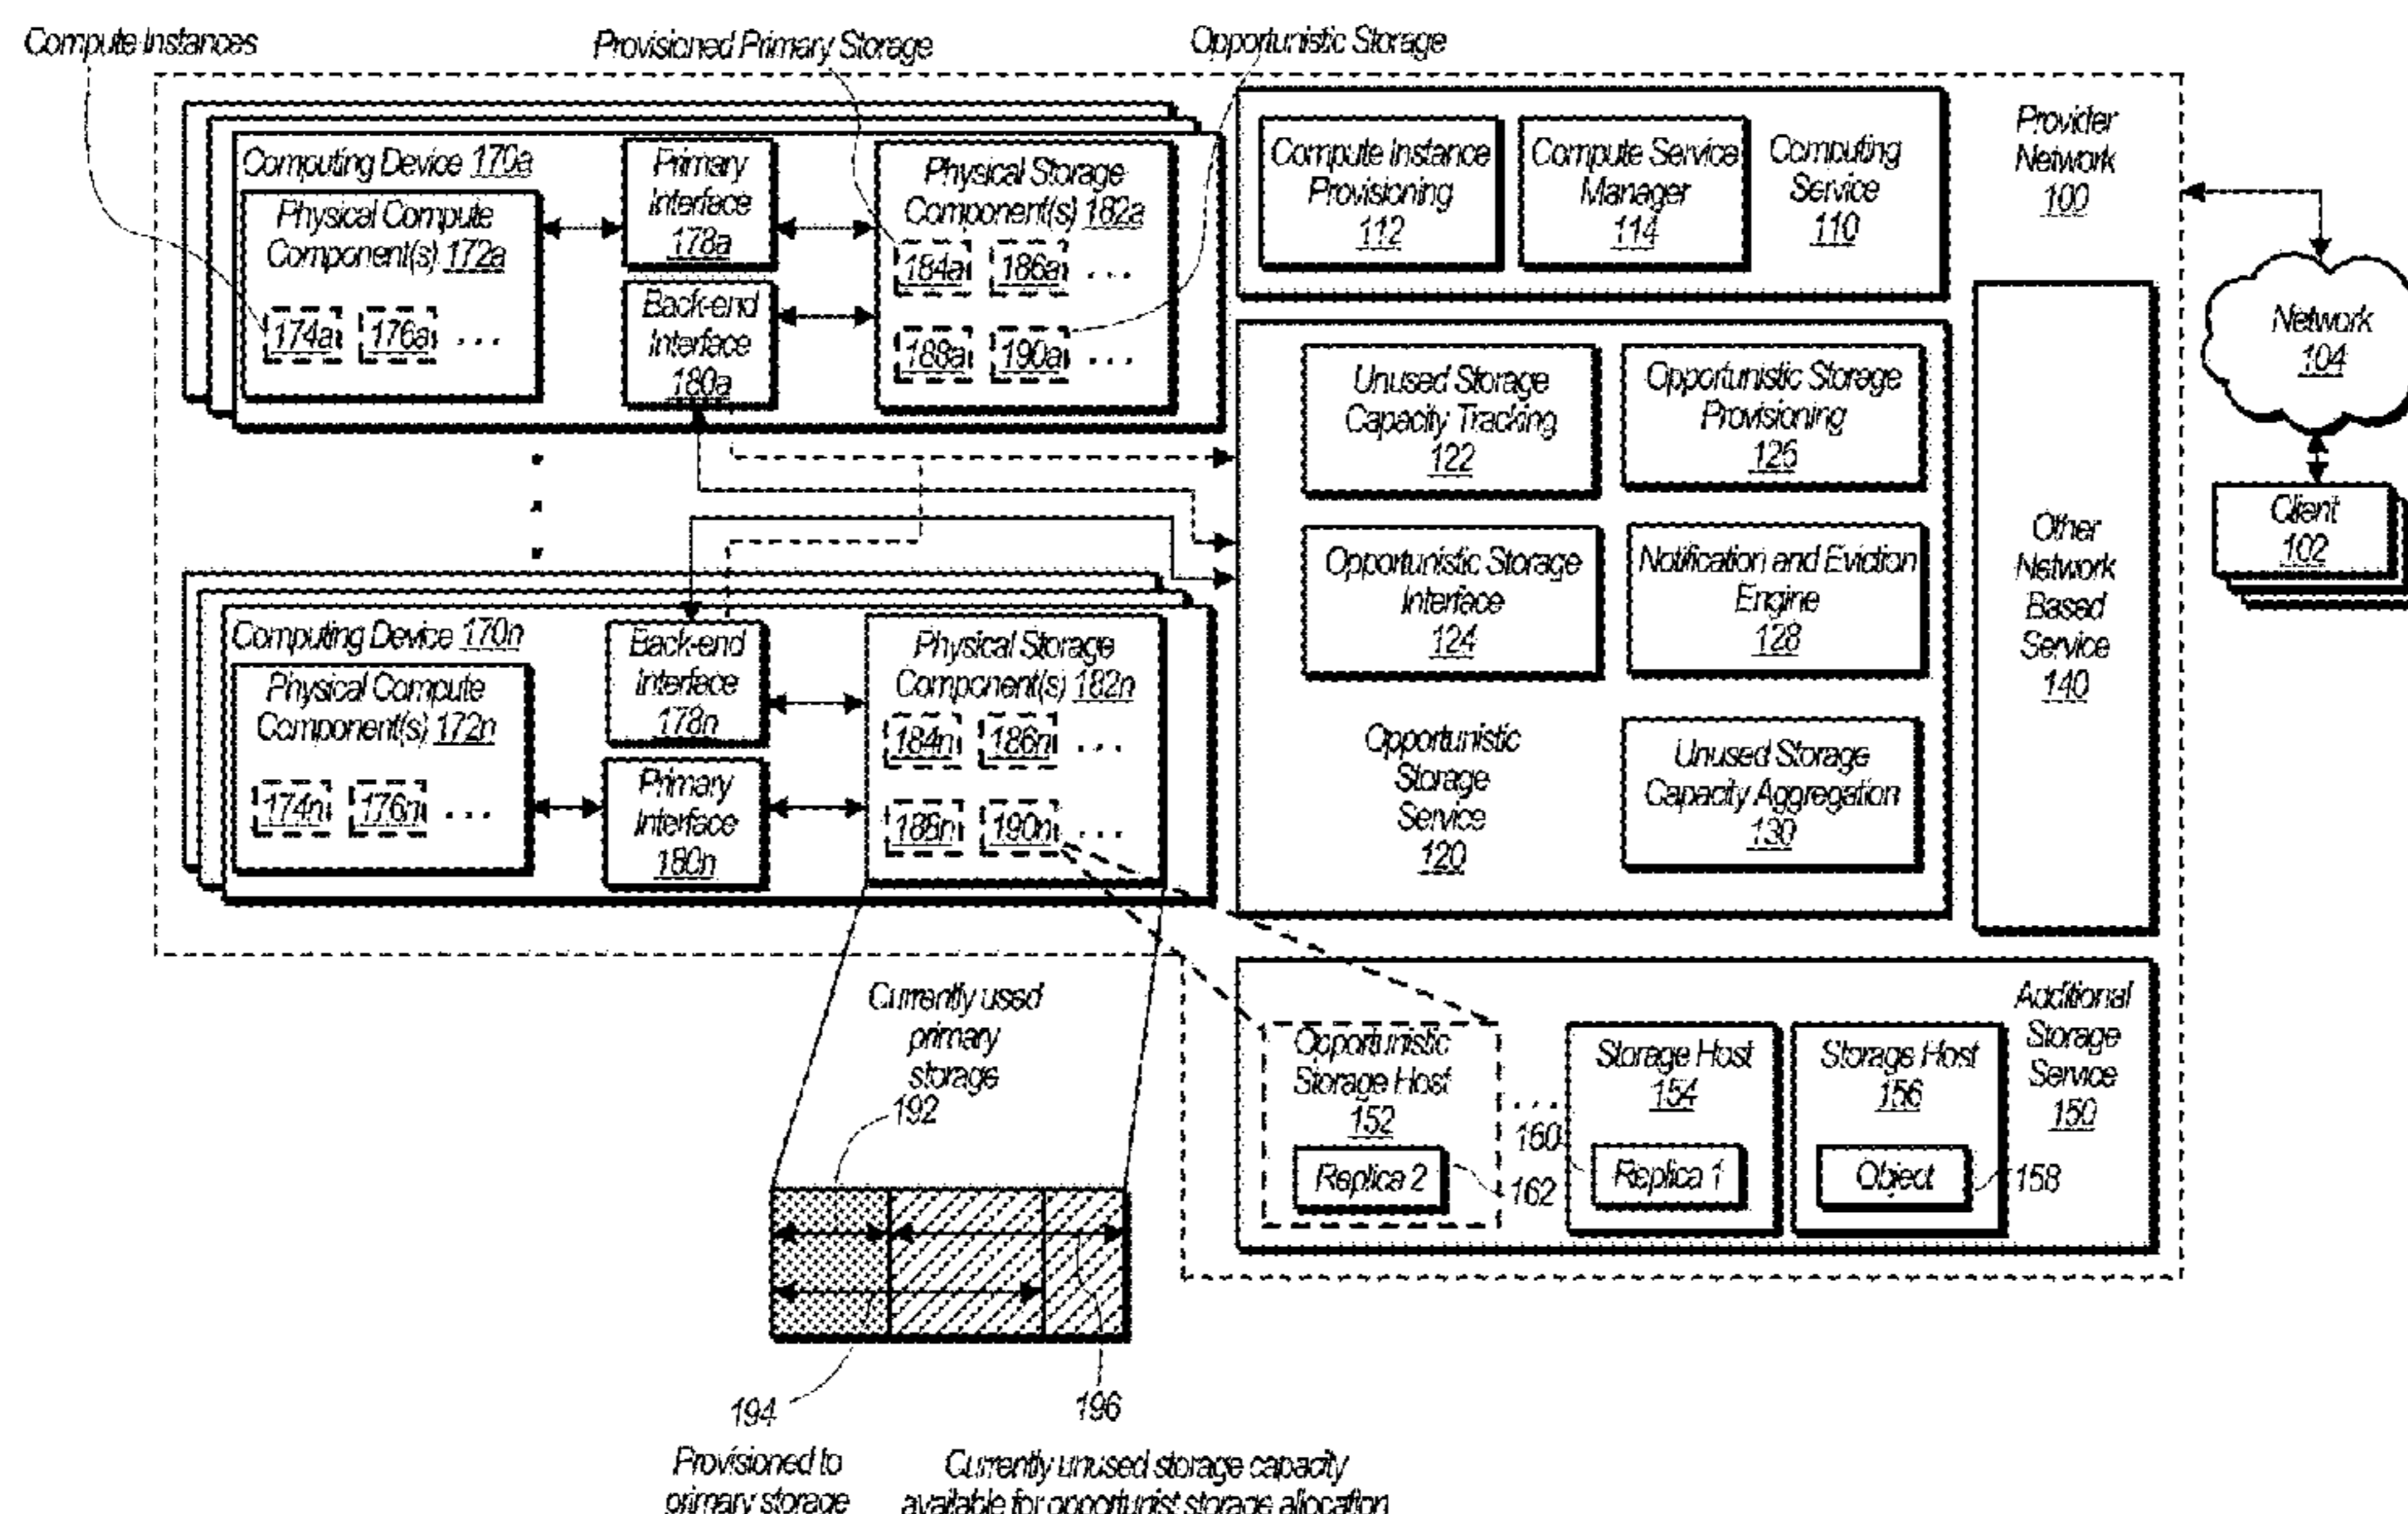 Compute Instances
Provisioned Primary Storage
Opportunistic Storage
Computing Device 170a
Physical Compute
Component(s) 172a
174a 176a ...
Primary
Interface
178a
Back-end
Interface
180a
Physical Storage
Component(s) 182a
184a 186a ...
188a 190a ...
Compute Instance
Provisioning
112
Compute Service
Manager
114
Computing
Service
110
Provider
Network
100
Network
104
Client
102
Unused Storage
Capacity Tracking
122
Opportunistic Storage
Provisioning
126
Opportunistic Storage
Interface
124
Notification and Eviction
Engine
128
Opportunistic
Storage
Service
120
Unused Storage
Capacity Aggregation
130
Other
Network
Based
Service
140
Computing Device 170n
Physical Compute
Component(s) 172n
174n 176n ...
Back-end
Interface
178n
Primary
Interface
180n
Physical Storage
Component(s) 182n
184n 186n ...
188n 190n ...
Currently used
primary
storage
192
194
Provisioned to
primary storage
196
Currently unused storage capacity
available for opportunist storage allocation
Opportunistic
Storage Host
152
Replica 2
162
...
160
Storage Host
154
Replica 1
Storage Host
156
Object
158
Additional
Storage
Service
150